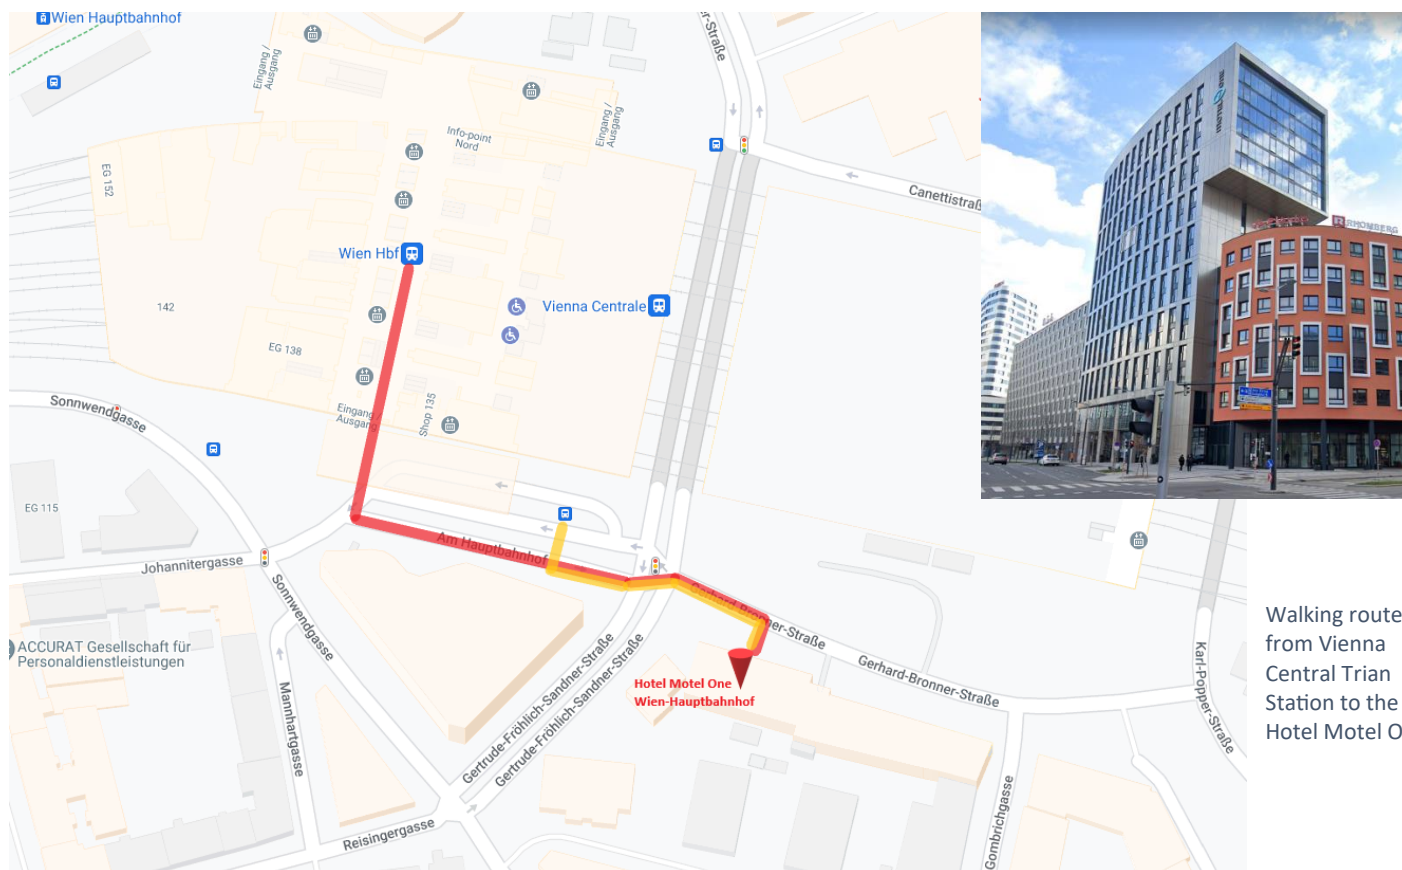 Wien Hauptbahnhof
Eingang /
Ausgang
Eingang /
Ausgang
er-Straße
Info-point
Nord
EG 152
Canettistraß
Wien Hbf
Vienna Centrale
142
EG 138
Eingang /
Ausgang
Shop 135
Sonnwendgasse
EG 115
Am Hauptbahnhof
Johannitergasse
Sonnwendgasse
ACCURAT Gesellschaft für
Personaldienstleistungen
Mannhartgasse
Reisingergasse
Gertrude-Fröhlich-Sandner-Straße
Gertrude-Fröhlich-Sandner-Straße
Gerhard-Bronner-Straße
Gerhard-Bronner-Straße
Hotel Motel One
Wien-Hauptbahnhof
Gombrichgasse
Karl-Popper-Straße
RHOMBERG
Walking route
from Vienna
Central Trian
Station to the
Hotel Motel O